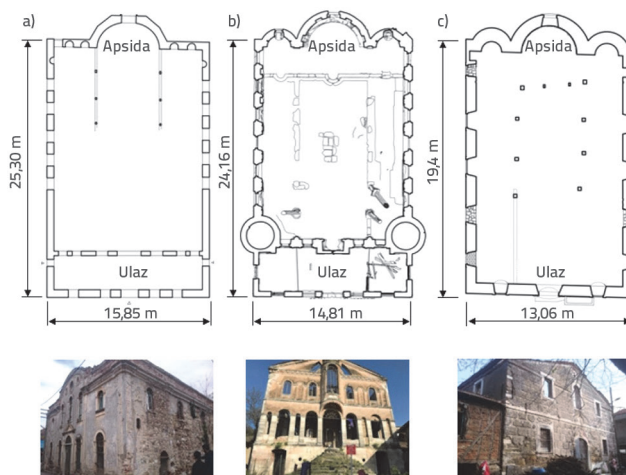 a)
Apsida
25,30 m
Ulaz
15,85 m
b)
Apsida
24,16 m
Ulaz
14,81 m
c)
Apsida
19,4 m
Ulaz
13,06 m